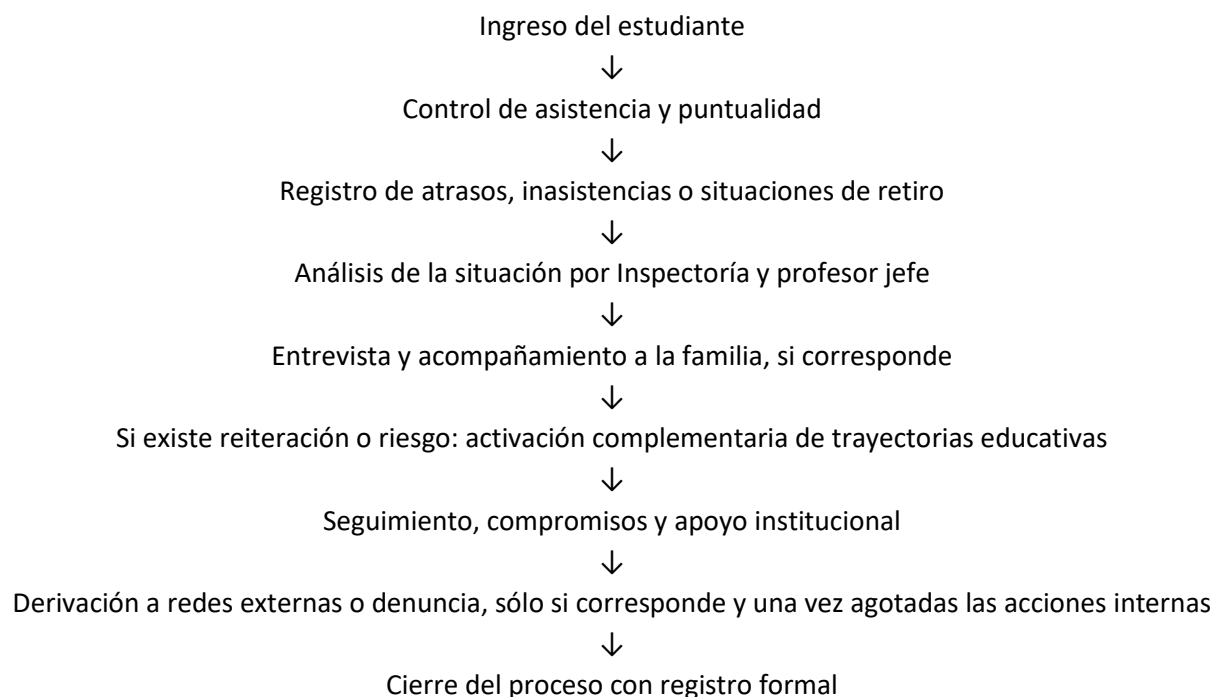 Ingreso del estudiante
↓
Control de asistencia y puntualidad
↓
Registro de atrasos, inasistencias o situaciones de retiro
↓
Análisis de la situación por Inspectoría y profesor jefe
↓
Entrevista y acompañamiento a la familia, si corresponde
↓
Si existe reiteración o riesgo: activación complementaria de trayectorias educativas
↓
Seguimiento, compromisos y apoyo institucional
↓
Derivación a redes externas o denuncia, sólo si corresponde y una vez agotadas las acciones internas
↓
Cierre del proceso con registro formal